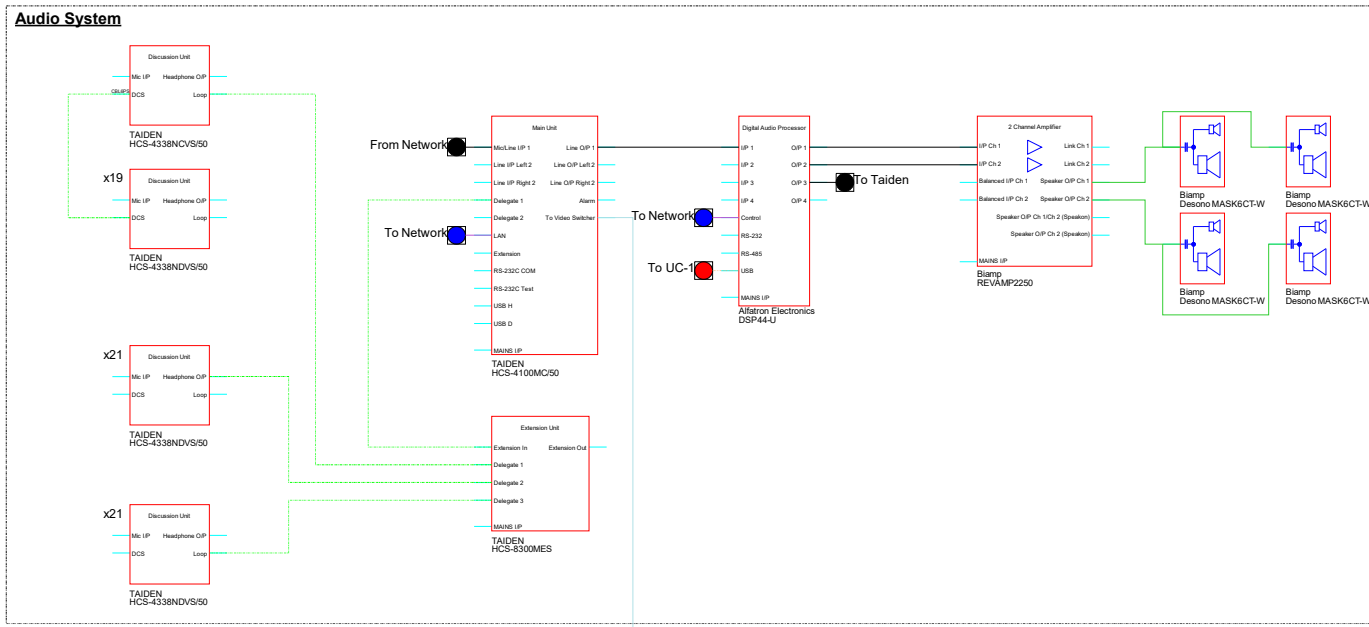 Audio System
Discussion Unit
Mic I/P Headphone O/P
DCS Loop
TAIDEN
HCS-4338NCVS/50
x19
Discussion Unit
Mic I/P Headphone O/P
DCS Loop
TAIDEN
HCS-4338NDVS/50
x21
Discussion Unit
Mic I/P Headphone O/P
DCS Loop
TAIDEN
HCS-4338NDVS/50
x21
Discussion Unit
Mic I/P Headphone O/P
DCS Loop
TAIDEN
HCS-4338NDVS/50
From Network
To Network
Main Unit
Mic/Line I/P 1 Line O/P 1
Line I/P Left 2 Line O/P Left 2
Line I/P Right 2 Line O/P Right 2
Delegate 1 Alarm
Delegate 2 To Video Switcher
LAN
Extension
RS-232C COM
RS-232C Test
USB H
USB D
MAINS I/P
TAIDEN
HCS-4100MC/50
Extension Unit
Extension In Extension Out
Delegate 1
Delegate 2
Delegate 3
MAINS I/P
TAIDEN
HCS-8300MES
To Network
To UC-1
Digital Audio Processor
I/P 1 O/P 1
I/P 2 O/P 2
I/P 3 O/P 3
I/P 4 O/P 4
Control
RS-232
RS-485
USB
MAINS I/P
Alfatron Electronics
DSP44-U
To Taiden
2 Channel Amplifier
I/P Ch 1 Link Ch 1
I/P Ch 2 Link Ch 2
Balanced I/P Ch 1 Speaker O/P Ch 1
Balanced I/P Ch 2 Speaker O/P Ch 2
Speaker O/P Ch 1/Ch 2 (Speakon)
Speaker O/P Ch 2 (Speakon)
MAINS I/P
Biamp
REVAMP2250
Biamp
Desono MASK6CT-W
Biamp
Desono MASK6CT-W
Biamp
Desono MASK6CT-W
Biamp
Desono MASK6CT-W